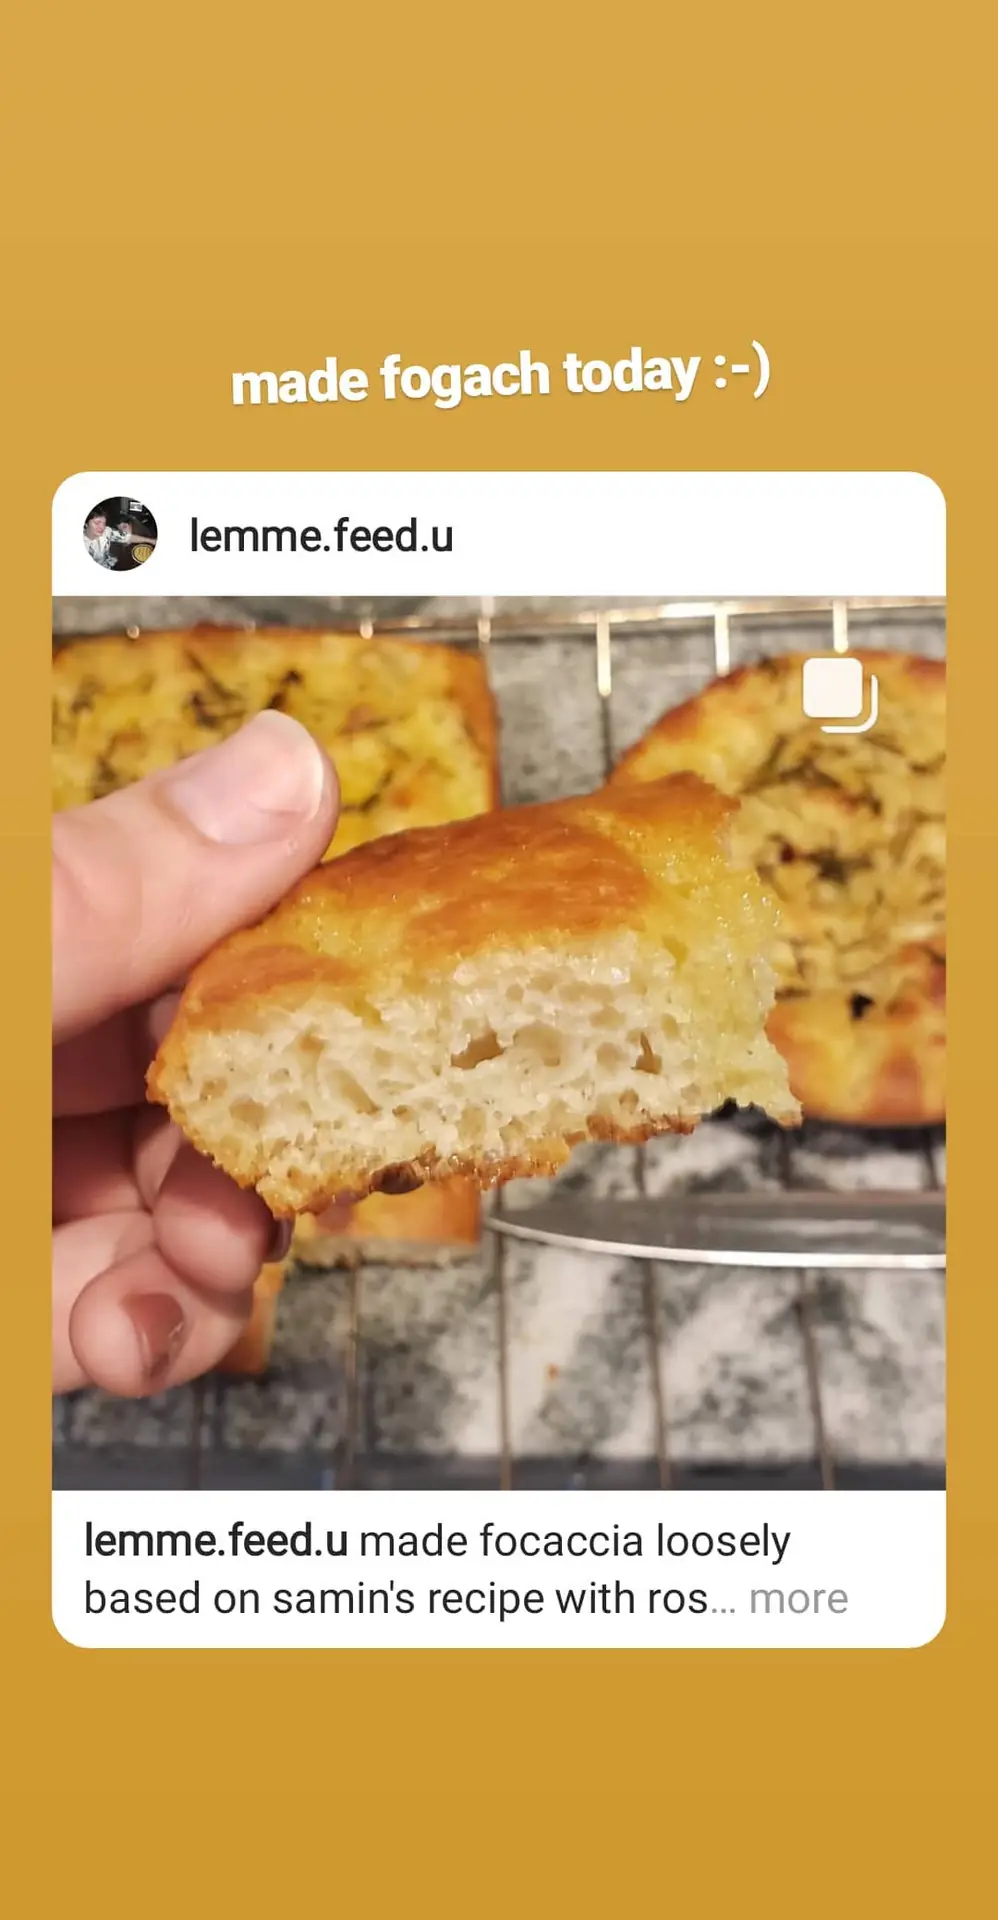 made fogach today :-)
lemme.feed.u
lemme.feed.u made focaccia loosely
based on samin's recipe with ros... more